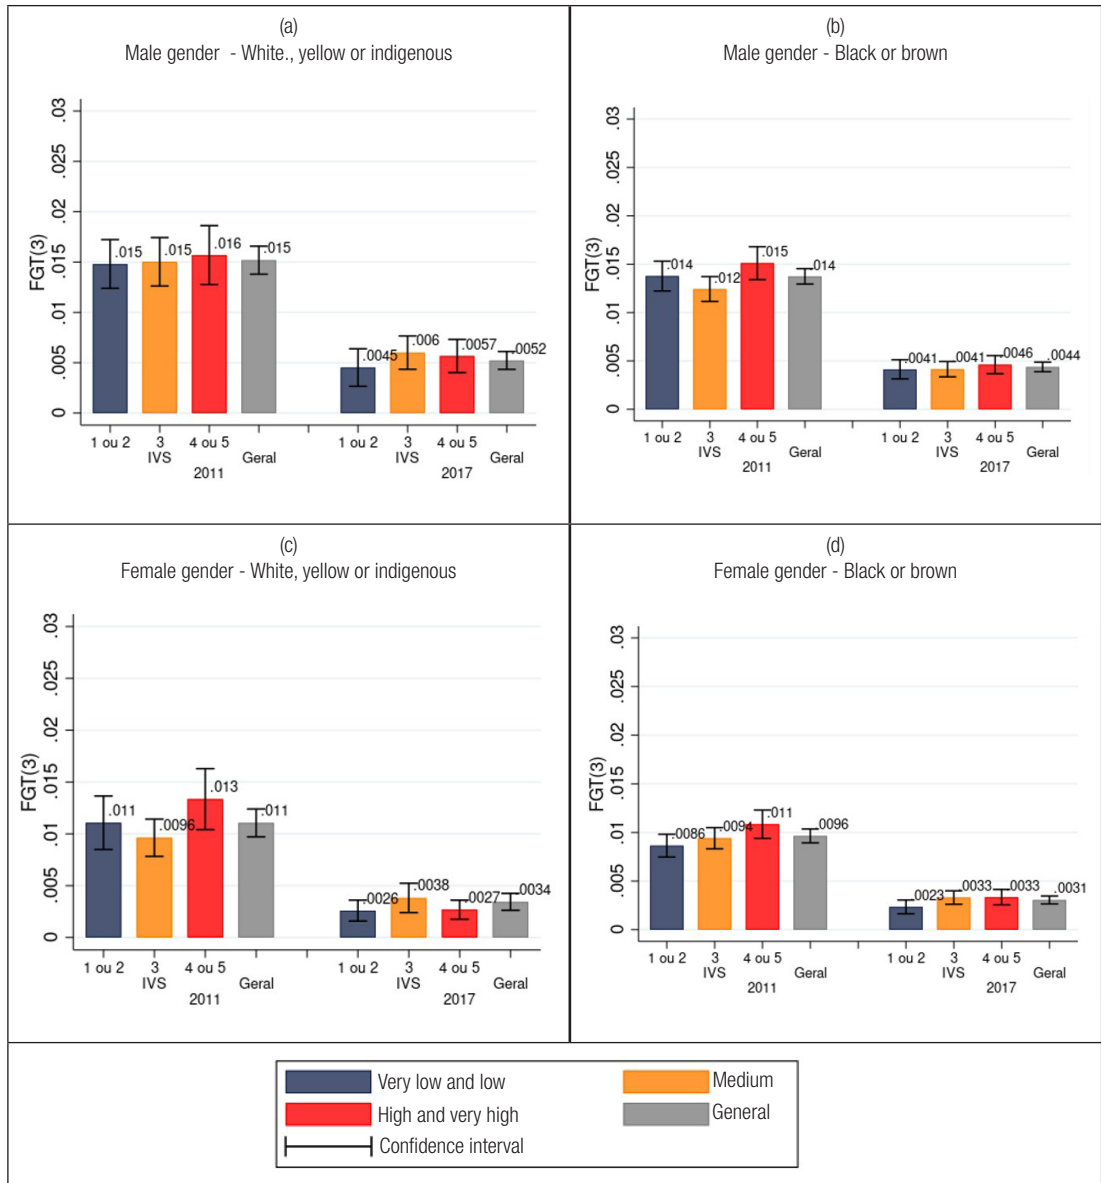 (a)
Male gender - White., yellow or indigenous
FGT(3)
.03
.025
.02
.015
.01
.005
0
.015
.015
.016
.015
.0045
.006
.0057
.0052
1 ou 2
3
4 ou 5
Geral
1 ou 2
3
4 ou 5
Geral
IVS
IVS
2011
2017
(b)
Male gender - Black or brown
FGT(3)
.03
.025
.02
.015
.01
.005
0
.014
.012
.015
.014
.0041
.0041
.0046
.0044
1 ou 2
3
4 ou 5
Geral
1 ou 2
3
4 ou 5
Geral
IVS
IVS
2011
2017
(c)
Female gender - White, yellow or indigenous
FGT(3)
.03
.025
.02
.015
.01
.005
0
.011
.0096
.013
.011
.0026
.0038
.0027
.0034
1 ou 2
3
4 ou 5
Geral
1 ou 2
3
4 ou 5
Geral
IVS
IVS
2011
2017
(d)
Female gender - Black or brown
FGT(3)
.03
.025
.02
.015
.01
.005
0
.0086
.0094
.011
.0096
.0023
.0033
.0033
.0031
1 ou 2
3
4 ou 5
Geral
1 ou 2
3
4 ou 5
Geral
IVS
IVS
2011
2017
Very low and low
Medium
High and very high
General
Confidence interval